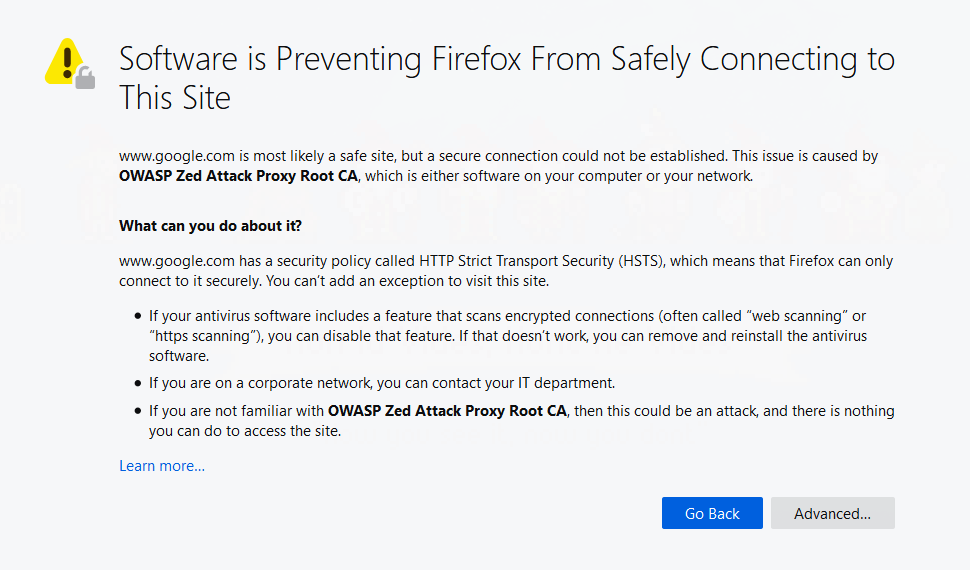 Software is Preventing Firefox From Safely Connecting to
This Site
www.google.com is most likely a safe site, but a secure connection could not be established. This issue is caused by
OWASP Zed Attack Proxy Root CA, which is either software on your computer or your network.
What can you do about it?
www.google.com has a security policy called HTTP Strict Transport Security (HSTS), which means that Firefox can only
connect to it securely. You can’t add an exception to visit this site.
• If your antivirus software includes a feature that scans encrypted connections (often called “web scanning” or
“https scanning”), you can disable that feature. If that doesn’t work, you can remove and reinstall the antivirus
software.
• If you are on a corporate network, you can contact your IT department.
• If you are not familiar with OWASP Zed Attack Proxy Root CA, then this could be an attack, and there is nothing
you can do to access the site.
Learn more...
Go Back Advanced...